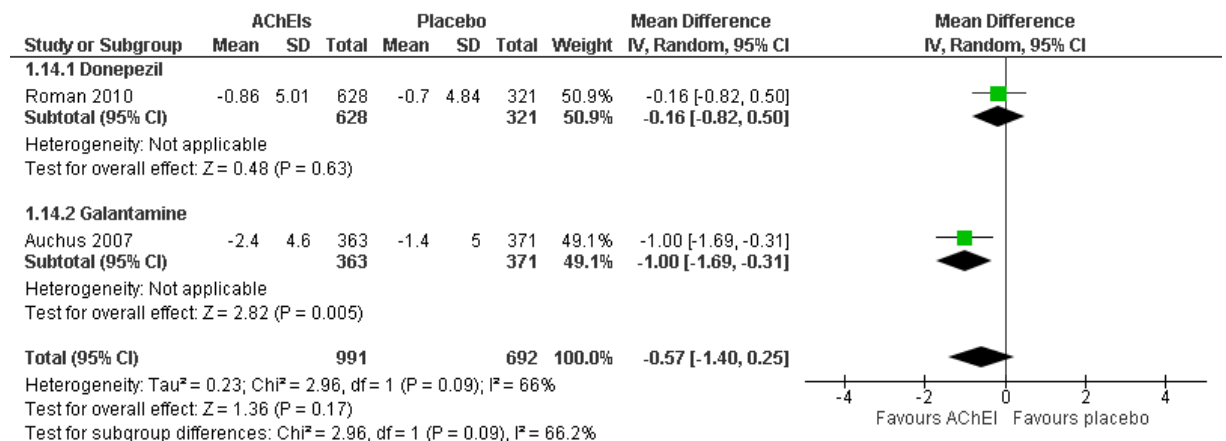 AChEIs Placebo Mean Difference Mean Difference
Study or Subgroup Mean SD Total Mean SD Total Weight IV, Random, 95% CI IV, Random, 95% CI
1.14.1 Donepezil
Roman 2010 -0.86 5.01 628 -0.7 4.84 321 50.9% -0.16 [-0.82, 0.50]
Subtotal (95% CI) 628 321 50.9% -0.16 [-0.82, 0.50]
Heterogeneity: Not applicable
Test for overall effect: Z = 0.48 (P = 0.63)
1.14.2 Galantamine
Auchus 2007 -2.4 4.6 363 -1.4 5 371 49.1% -1.00 [-1.69, -0.31]
Subtotal (95% CI) 363 371 49.1% -1.00 [-1.69, -0.31]
Heterogeneity: Not applicable
Test for overall effect: Z = 2.82 (P = 0.005)
Total (95% CI) 991 692 100.0% -0.57 [-1.40, 0.25]
Heterogeneity: Tau² = 0.23; Chi² = 2.96, df = 1 (P = 0.09); I² = 66%
Test for overall effect: Z = 1.36 (P = 0.17)
Test for subgroup differences: Chi² = 2.96, df = 1 (P = 0.09), I² = 66.2%
-4 -2 0 2 4
Favours AChEI Favours placebo